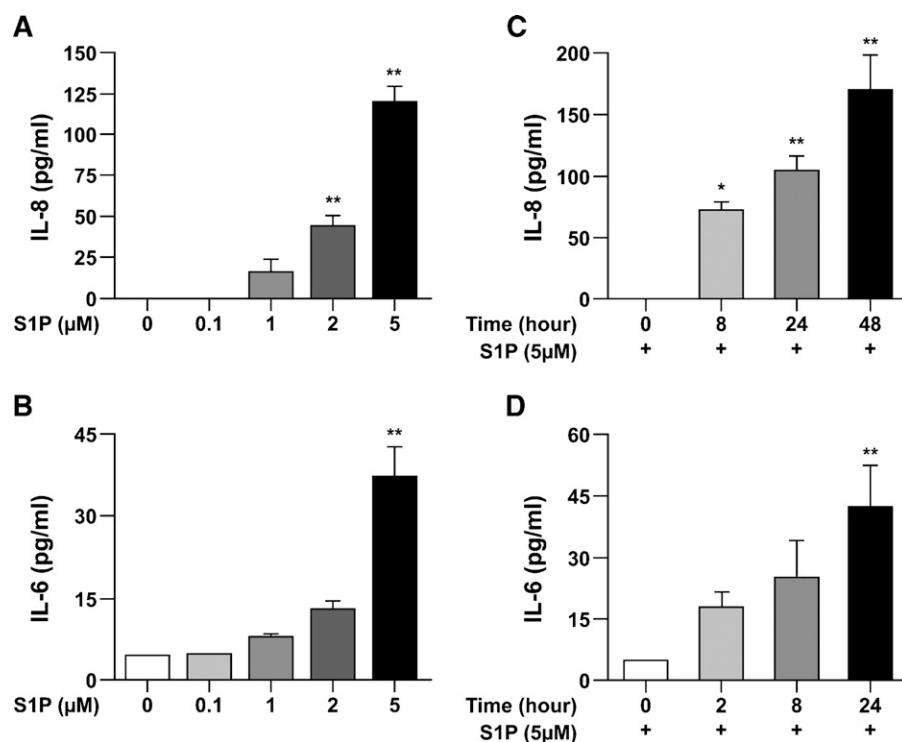 A
IL-8 (pg/ml)
150
125
100
75
50
25
0
**
**
S1P (µM) 0 0.1 1 2 5
C
IL-8 (pg/ml)
200
150
100
50
0
*
**
**
Time (hour) 0 8 24 48
S1P (5µM) + + + +
B
IL-6 (pg/ml)
45
30
15
0
**
S1P (µM) 0 0.1 1 2 5
D
IL-6 (pg/ml)
60
45
30
15
0
**
Time (hour) 0 2 8 24
S1P (5µM) + + + +